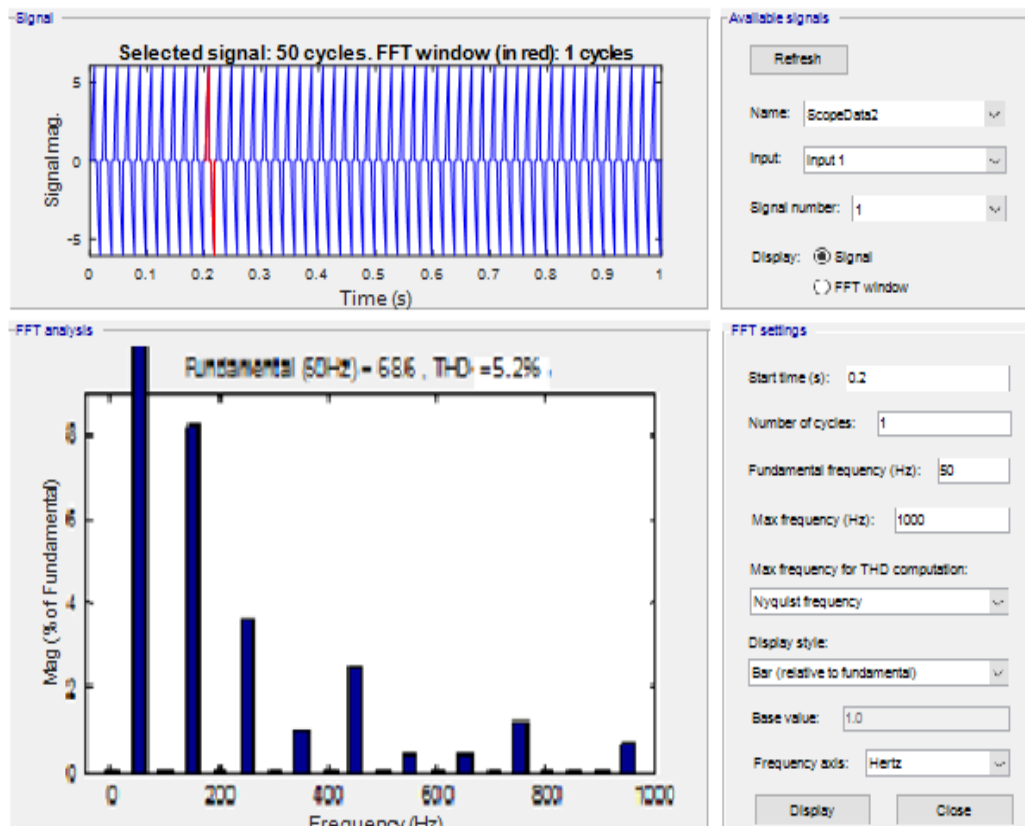 Signal
Selected signal: 50 cycles. FFT window (in red): 1 cycles
Signal mag.
5
0
-5
0 0.1 0.2 0.3 0.4 0.5 0.6 0.7 0.8 0.9 1
Time (s)
Available signals
Refresh
Name: ScopeData2
Input: Input 1
Signal number: 1
Display: Signal
FFT window
FFT analysis
Fundamental (50Hz) = 68.6 , THD =5.2%
Mag (% of Fundamental)
8
6
4
2
0
0 200 400 600 800 1000
Frequency (Hz)
FFT settings
Start time (s): 0.2
Number of cycles: 1
Fundamental frequency (Hz): 50
Max frequency (Hz): 1000
Max frequency for THD computation:
Nyquist frequency
Display style:
Bar (relative to fundamental)
Base value: 1.0
Frequency axis: Hertz
Display Close